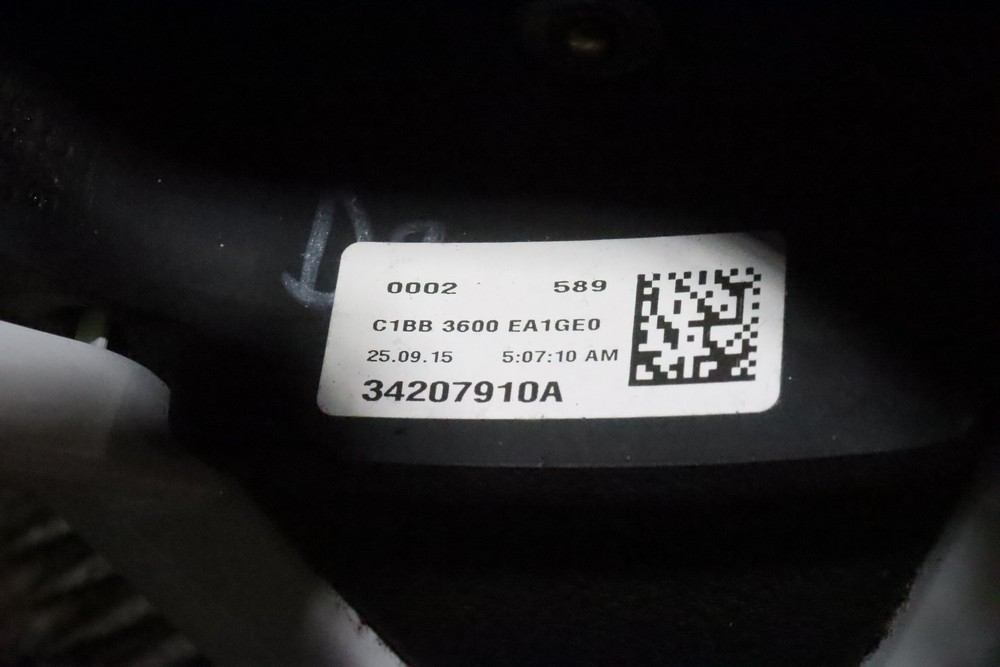 0002 589
C1BB 3600 EA1GE0
25.09.15 5:07:10 AM
34207910A